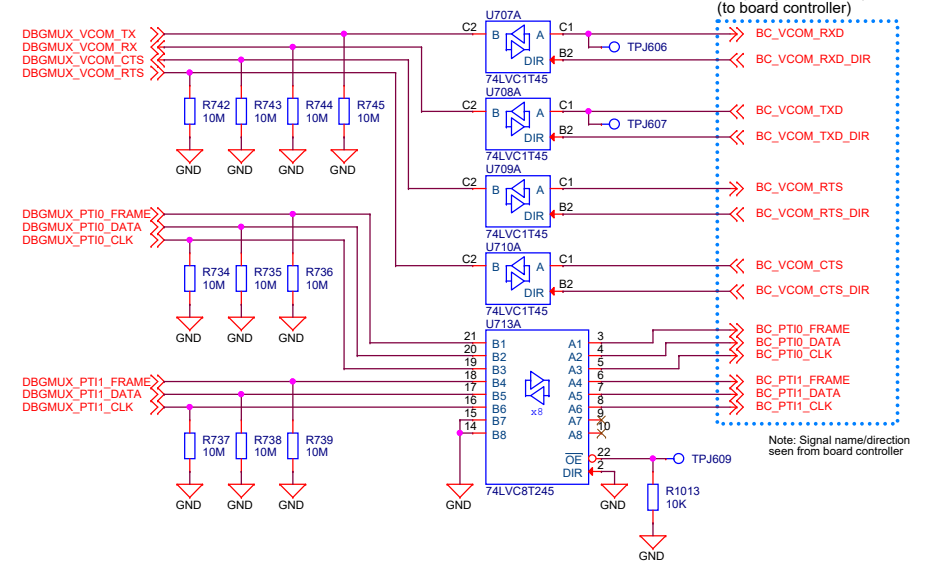 (to board controller)
DBGMUX_VCOM_TX
DBGMUX_VCOM_RX
DBGMUX_VCOM_CTS
DBGMUX_VCOM_RTS
R742
10M
R743
10M
R744
10M
R745
10M
GND
GND
GND
GND
U707A
C2
B
A
C1
DIR
B2
74LVC1T45
TPJ606
BC_VCOM_RXD
BC_VCOM_RXD_DIR
U708A
C2
B
A
C1
DIR
B2
74LVC1T45
TPJ607
BC_VCOM_TXD
BC_VCOM_TXD_DIR
U709A
C2
B
A
C1
DIR
B2
74LVC1T45
BC_VCOM_RTS
BC_VCOM_RTS_DIR
U710A
C2
B
A
C1
DIR
B2
74LVC1T45
BC_VCOM_CTS
BC_VCOM_CTS_DIR
DBGMUX_PTI0_FRAME
DBGMUX_PTI0_DATA
DBGMUX_PTI0_CLK
R734
10M
R735
10M
R736
10M
GND
GND
GND
DBGMUX_PTI1_FRAME
DBGMUX_PTI1_DATA
DBGMUX_PTI1_CLK
R737
10M
R738
10M
R739
10M
GND
GND
GND
U713A
21 B1 A1 3
20 B2 A2 4
19 B3 A3 5
18 B4 A4 6
17 B5 A5 7
16 B6 A6 8
15 B7 A7 9
14 B8 A8 10
x8
OE 22
DIR 2
74LVC8T245
GND
GND
TPJ609
R1013
10K
GND
BC_PTI0_FRAME
BC_PTI0_DATA
BC_PTI0_CLK
BC_PTI1_FRAME
BC_PTI1_DATA
BC_PTI1_CLK
Note: Signal name/direction
seen from board controller